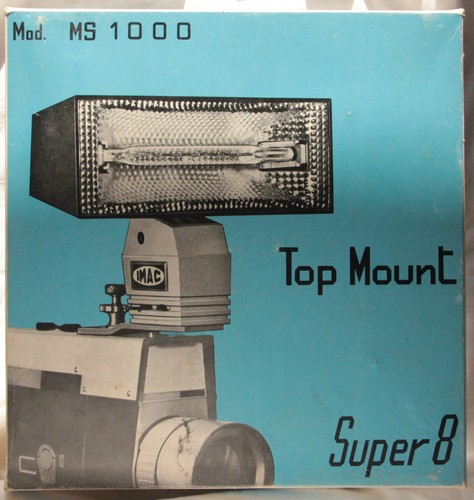 Mod. MS 1000
IMAC
Top Mount
Super 8